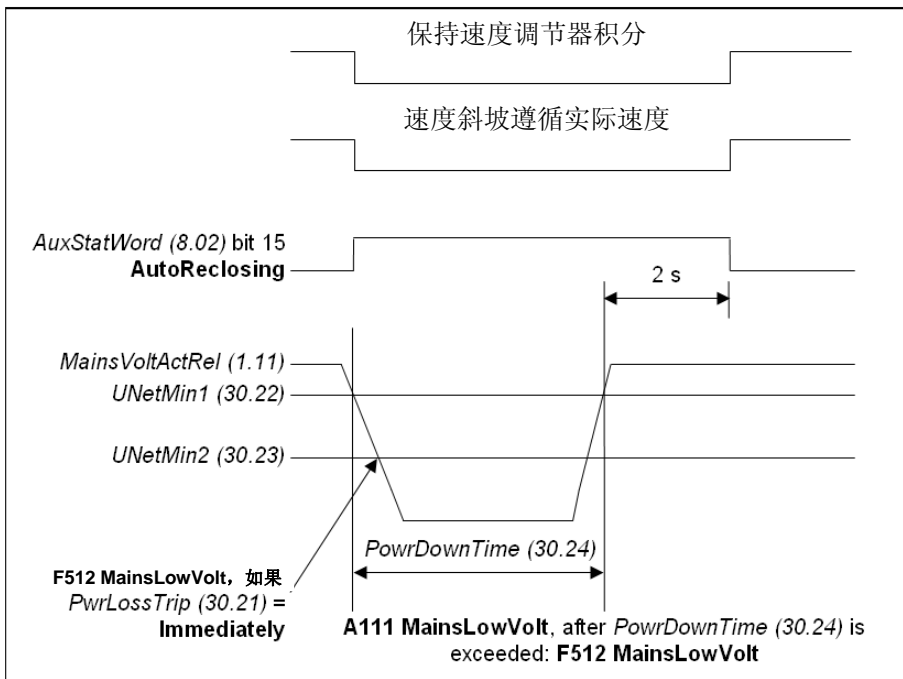 保持速度调节器积分
速度斜坡遵循实际速度
AuxStatWord (8.02) bit 15
AutoReclosing
2 s
MainsVoltActRel (1.11)
UNetMin1 (30.22)
UNetMin2 (30.23)
PowrDownTime (30.24)
F512 MainsLowVolt，如果
PwrLossTrip (30.21) =
Immediately
A111 MainsLowVolt, after PowrDownTime (30.24) is
exceeded: F512 MainsLowVolt